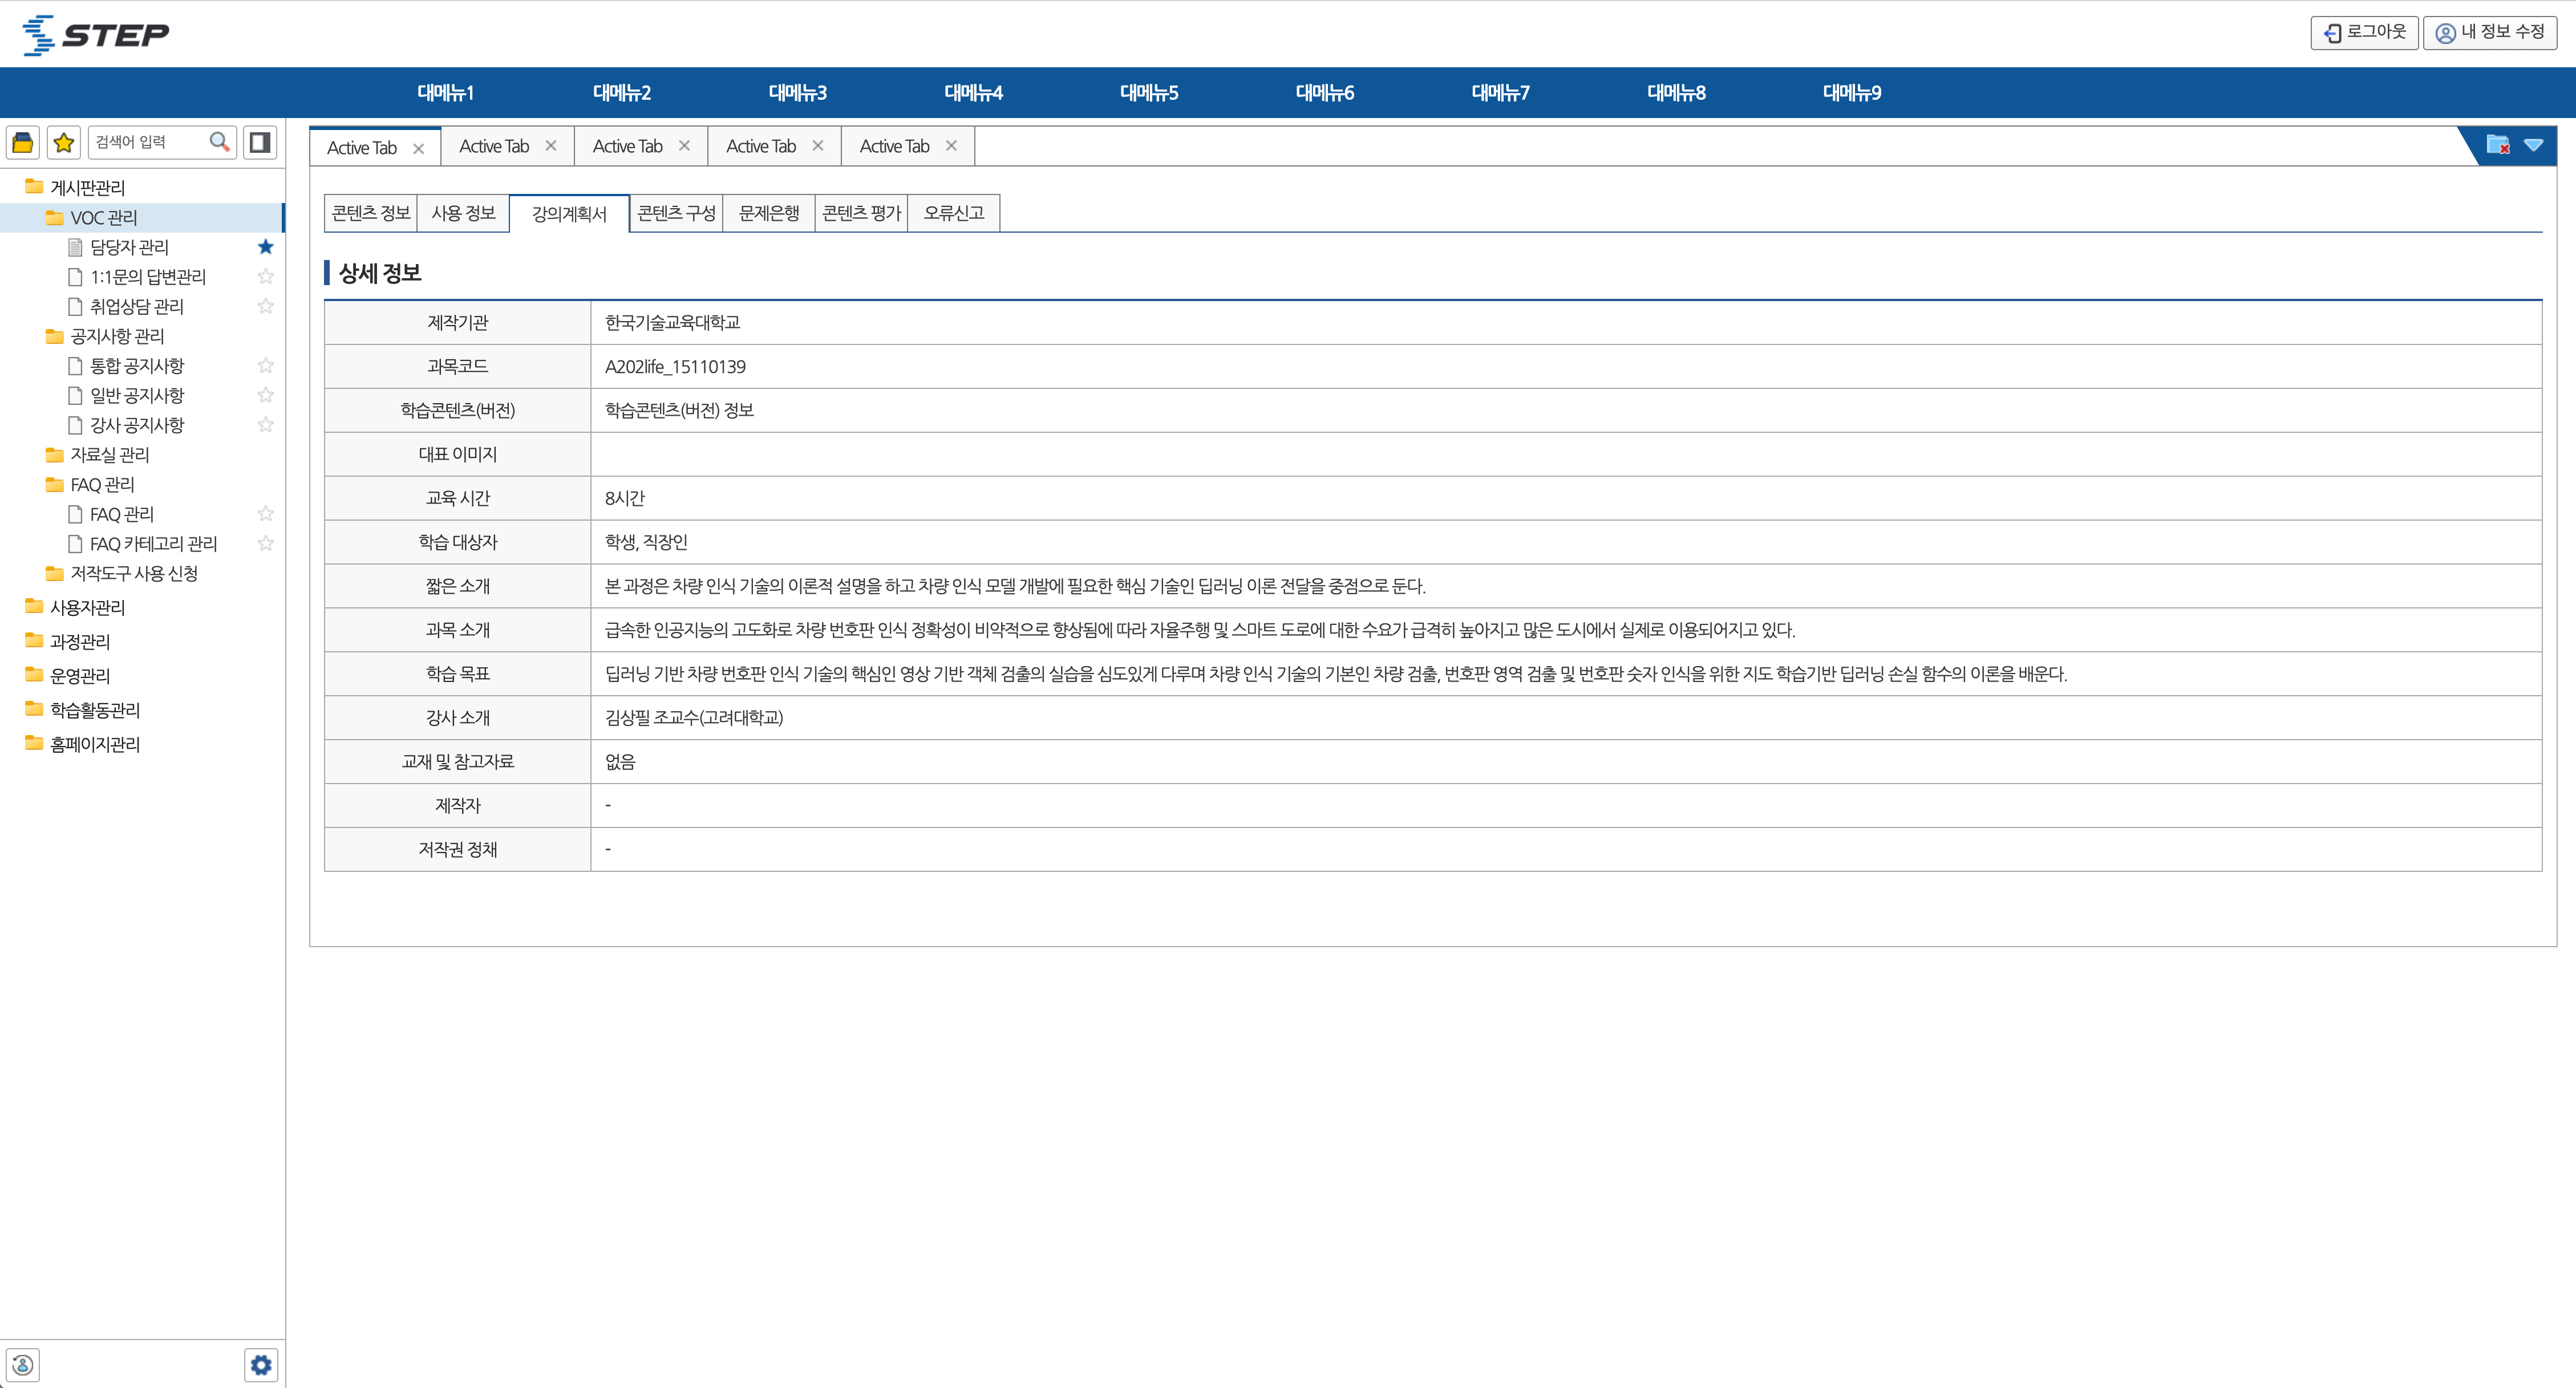 STEP
로그아웃
내 정보 수정
대메뉴1 대메뉴2 대메뉴3 대메뉴4 대메뉴5 대메뉴6 대메뉴7 대메뉴8 대메뉴9
검색어 입력
게시판관리
VOC 관리
담당자 관리
1:1문의 답변관리
취업상담 관리
공지사항 관리
통합 공지사항
일반 공지사항
강사 공지사항
자료실 관리
FAQ 관리
FAQ 관리
FAQ 카테고리 관리
저작도구 사용 신청
사용자관리
과정관리
운영관리
학습활동관리
홈페이지관리
Active Tab Active Tab Active Tab Active Tab Active Tab
콘텐츠 정보 사용 정보 강의계획서 콘텐츠 구성 문제은행 콘텐츠 평가 오류신고
상세 정보
제작기관 한국기술교육대학교
과목코드 A202life_15110139
학습콘텐츠(버전) 학습콘텐츠(버전) 정보
대표 이미지
교육 시간 8시간
학습 대상자 학생, 직장인
짧은 소개 본 과정은 차량 인식 기술의 이론적 설명을 하고 차량 인식 모델 개발에 필요한 핵심 기술인 딥러닝 이론 전달을 중점으로 둔다.
과목 소개 급속한 인공지능의 고도화로 차량 번호판 인식 정확성이 비약적으로 향상됨에 따라 자율주행 및 스마트 도로에 대한 수요가 급격히 높아지고 많은 도시에서 실제로 이용되어지고 있다.
학습 목표 딥러닝 기반 차량 번호판 인식 기술의 핵심인 영상 기반 객체 검출의 실습을 심도있게 다루며 차량 인식 기술의 기본인 차량 검출, 번호판 영역 검출 및 번호판 숫자 인식을 위한 지도 학습기반 딥러닝 손실 함수의 이론을 배운다.
강사 소개 김상필 조교수(고려대학교)
교재 및 참고자료 없음
제작자 -
저작권 정채 -